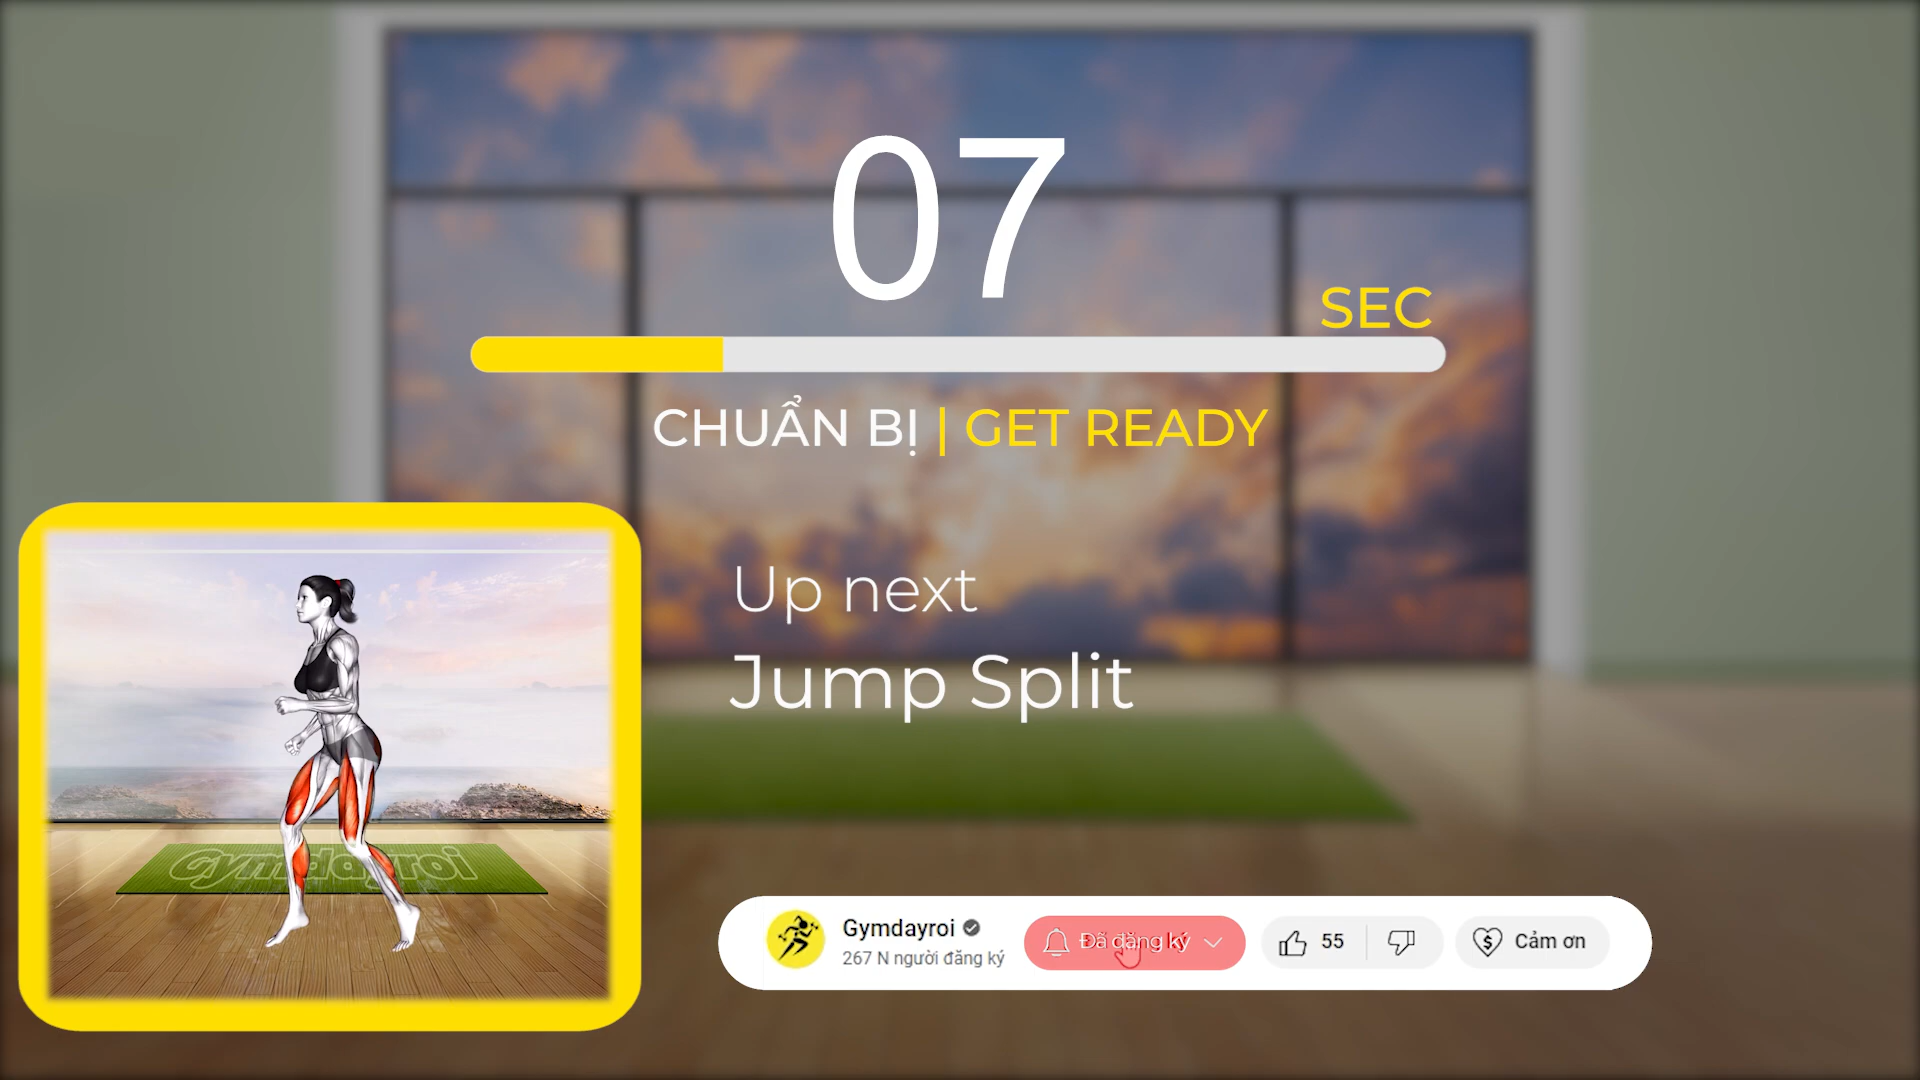 07
SEC
CHUẨN BỊ | GET READY
Up next
Jump Split
Gymdayroi
Gymdayroi
267 N người đăng ký
Đã đăng ký
55
Cảm ơn